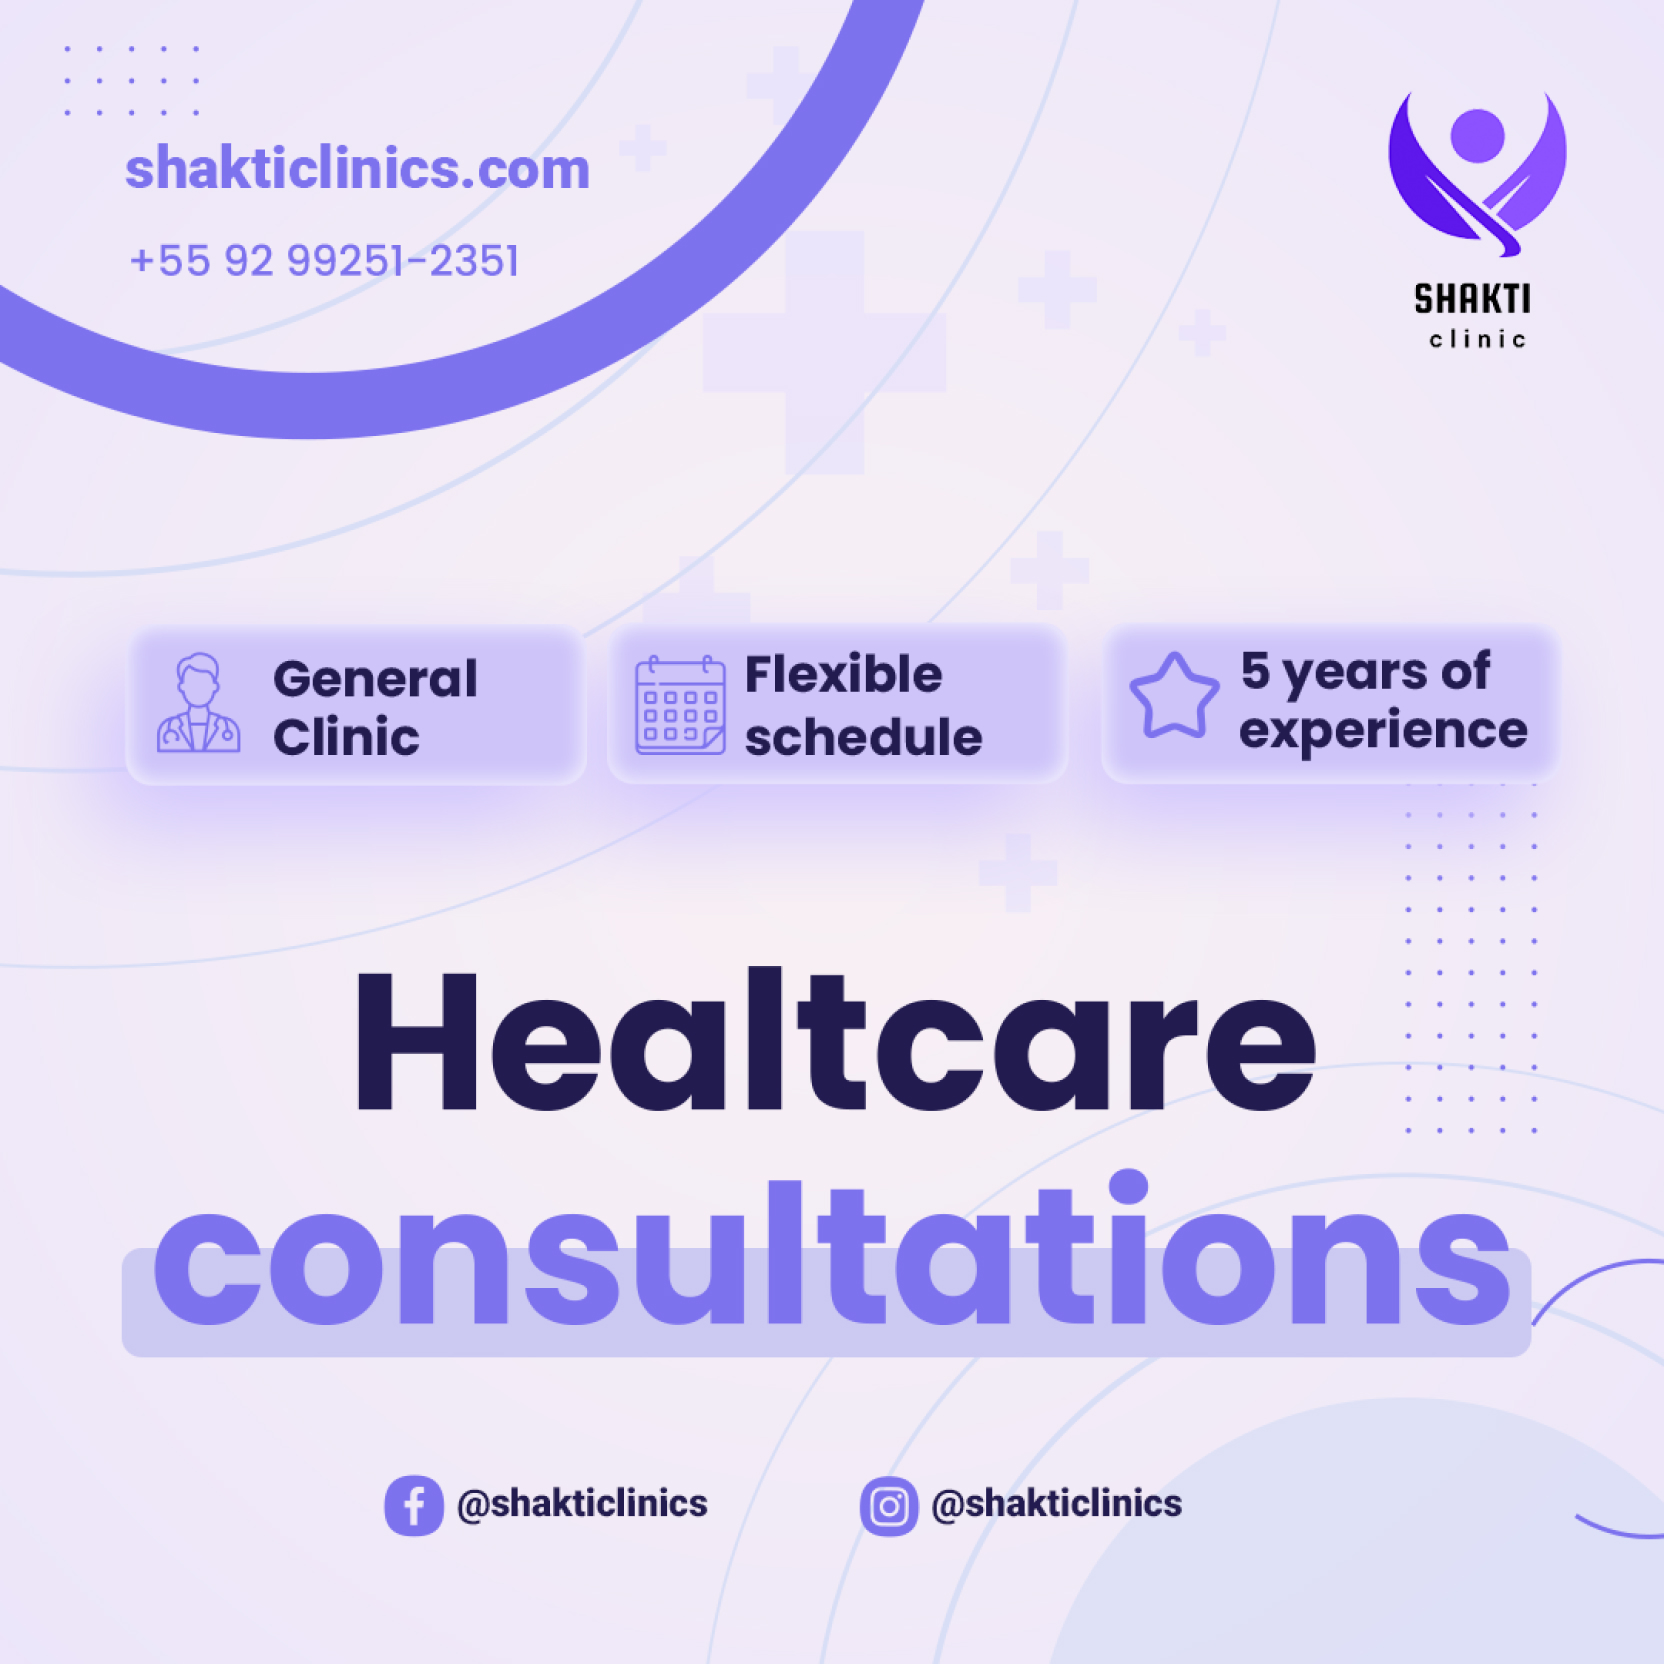 shakticlinics.com
+55 92 99251-2351
SHAKTI
clinic
General
Clinic
Flexible
schedule
5 years of
experience
Healtcare
consultations
@shakticlinics
@shakticlinics